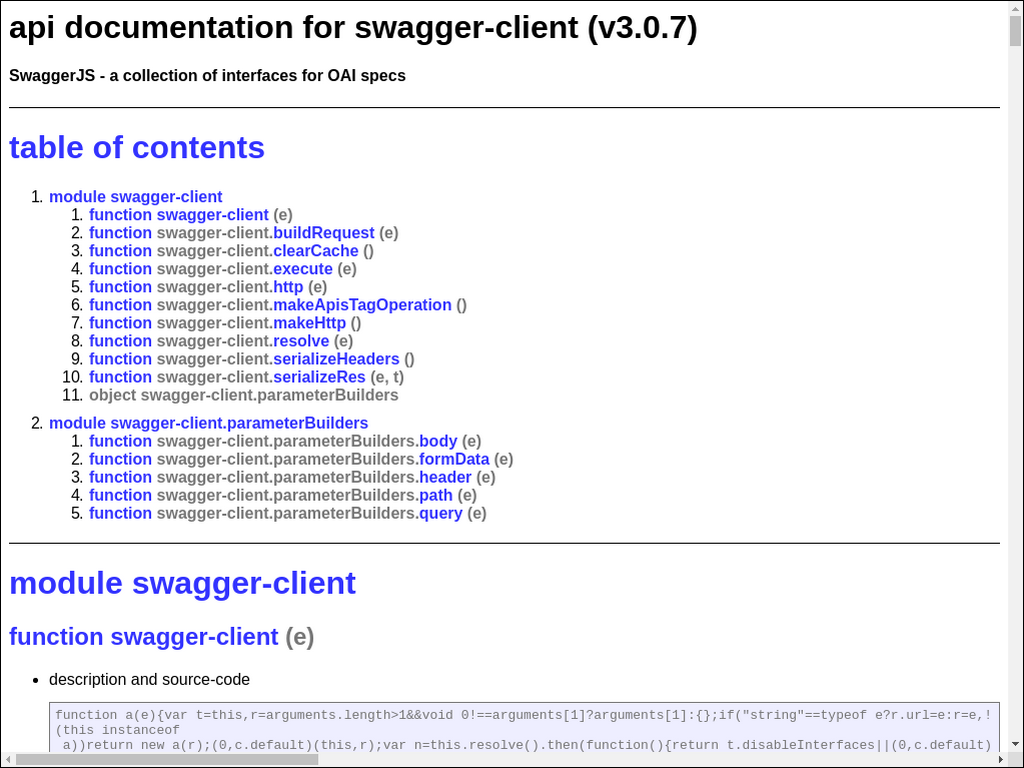 api documentation for swagger-client (v3.0.7)
SwaggerJS - a collection of interfaces for OAI specs
table of contents
1. module swagger-client
1. function swagger-client (e)
2. function swagger-client.buildRequest (e)
3. function swagger-client.clearCache ()
4. function swagger-client.execute (e)
5. function swagger-client.http (e)
6. function swagger-client.makeApisTagOperation ()
7. function swagger-client.makeHttp ()
8. function swagger-client.resolve (e)
9. function swagger-client.serializeHeaders ()
10. function swagger-client.serializeRes (e, t)
11. object swagger-client.parameterBuilders
2. module swagger-client.parameterBuilders
1. function swagger-client.parameterBuilders.body (e)
2. function swagger-client.parameterBuilders.formData (e)
3. function swagger-client.parameterBuilders.header (e)
4. function swagger-client.parameterBuilders.path (e)
5. function swagger-client.parameterBuilders.query (e)
module swagger-client
function swagger-client (e)
• description and source-code
function a(e){var t=this,r=arguments.length>1&&void 0!==arguments[1]?arguments[1]:{};if("string"==typeof e?r.url=e:r=e,!
(this instanceof
a))return new a(r);(0,c.default)(this,r);var n=this.resolve().then(function(){return t.disableInterfaces||(0,c.default)